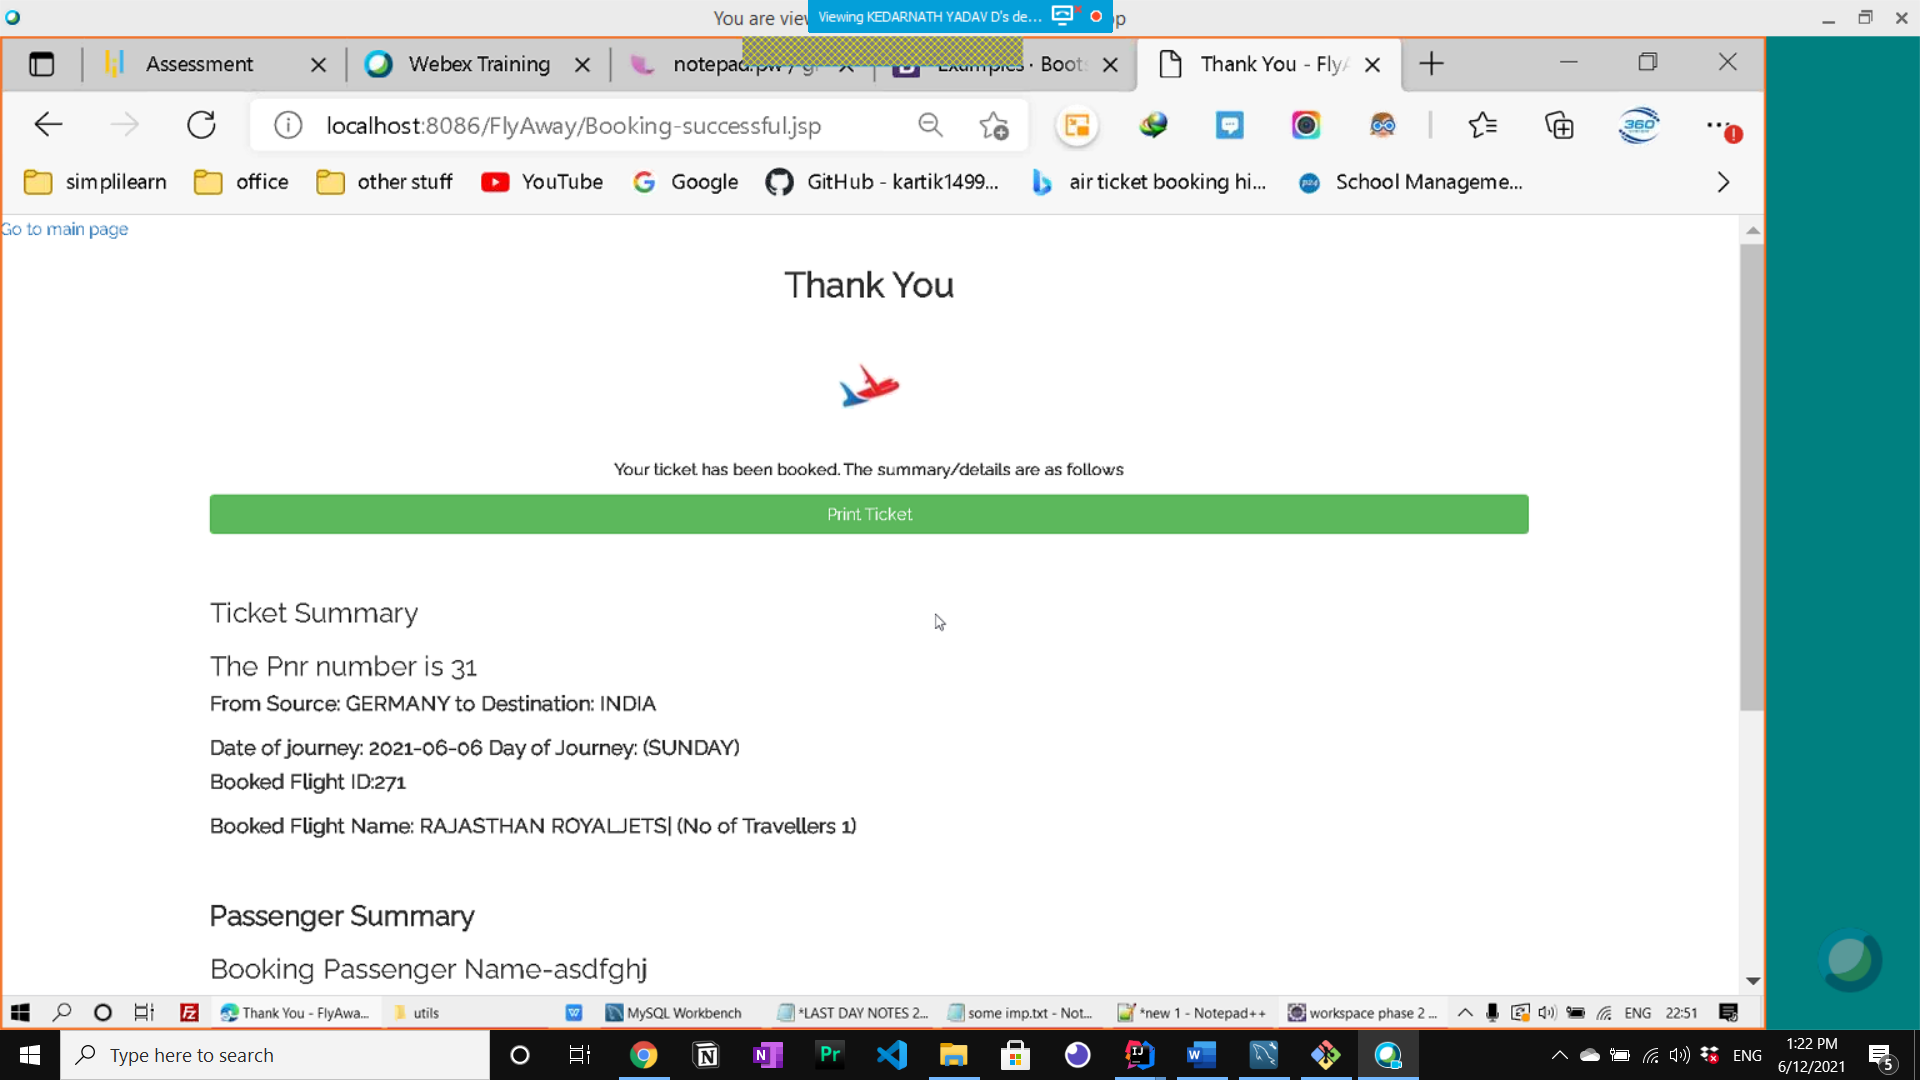 You are vie
Viewing KEDARNATH YADAV D's de...
Assessment
Webex Training
notepad.pw /
Boot
Thank You - Fly
localhost:8086/FlyAway/Booking-successful.jsp
simplilearn
office
other stuff
YouTube
Google
GitHub - kartik1499...
air ticket booking hi...
School Manageme...
Go to main page
Thank You
Your ticket has been booked. The summary/details are as follows
Print Ticket
Ticket Summary
The Pnr number is 31
From Source: GERMANY to Destination: INDIA
Date of journey: 2021-06-06 Day of Journey: (SUNDAY)
Booked Flight ID:271
Booked Flight Name: RAJASTHAN ROYALJETS| (No of Travellers 1)
Passenger Summary
Booking Passenger Name-asdfghj
Thank You - FlyAwa...
utils
MySQL Workbench
*LAST DAY NOTES 2...
some imp.txt - Not...
*new 1 - Notepad++
workspace phase 2 ...
ENG
22:51
Type here to search
ENG
1:22 PM
6/12/2021
5